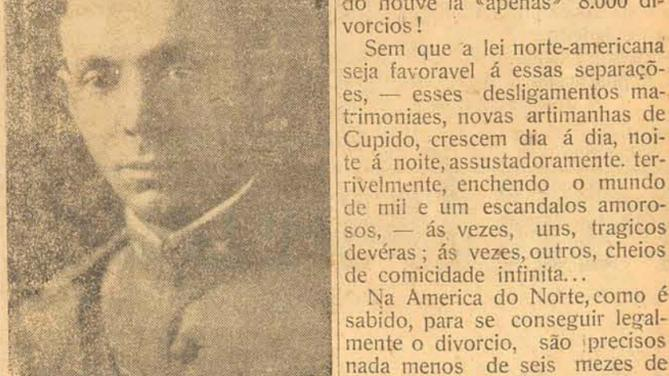 do houve lá "apenas" 8.000 di-
vorcios !
Sem que a lei norte-americana
seja favoravel á essas separaçõ-
es, — esses desligamentos ma-
trimoniaes, novas artimanhas de
Cupido, crescem dia á dia, noi-
te á noite, assustadoramente. ter-
rivelmente, enchendo o mundo
de mil e um escandalos amoro-
sos, — ás vezes, uns, tragicos
devéras ; ás vezes, outros, cheios
de comicidade infinita...
Na America do Norte, como é
sabido, para se conseguir legal-
mente o divorcio, são precisos
nada menos de seis mezes de